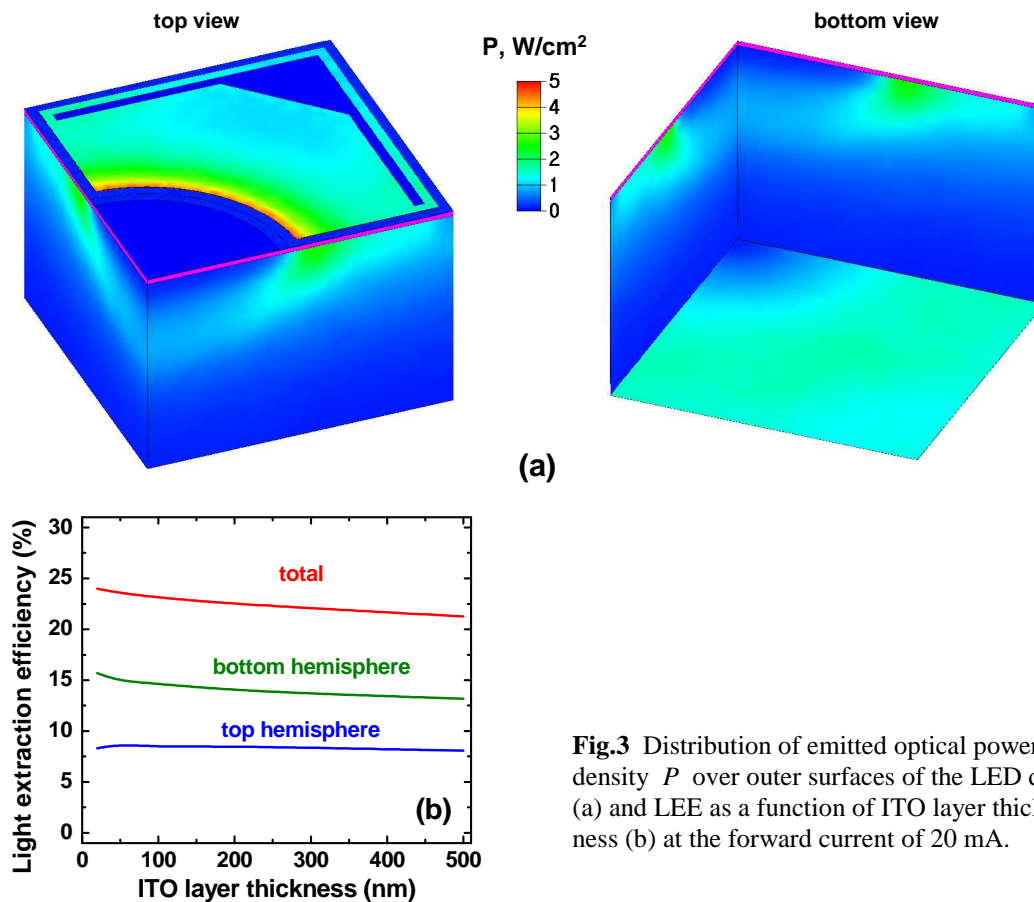 top view
bottom view
P, W/cm²
5
4
3
2
1
0
(a)
Light extraction efficiency (%)
30
25
20
15
10
5
0
total
bottom hemisphere
top hemisphere
(b)
0 100 200 300 400 500
ITO layer thickness (nm)
Fig.3 Distribution of emitted optical power
density P over outer surfaces of the LED
(a) and LEE as a function of ITO layer thick
ness (b) at the forward current of 20 mA.